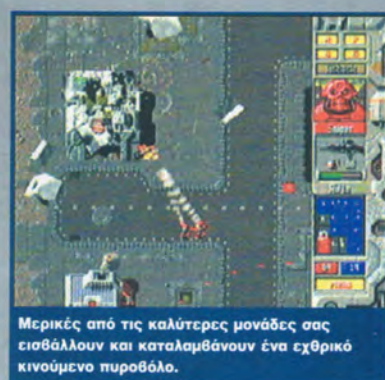 Μερικές από τις καλύτερες μονάδες σας
εισβάλλουν και καταλαμβάνουν ένα εχθρικό
κινούμενο πυροβόλο.